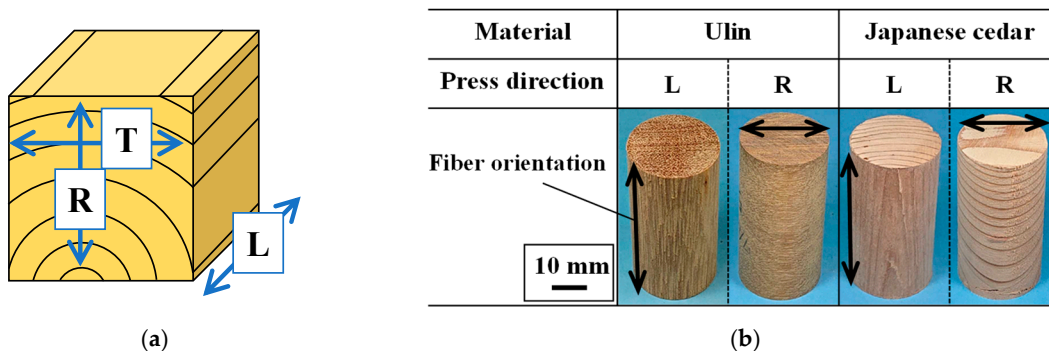 T
R
L
(a)
Material Ulin Japanese cedar
Press direction L R L R
Fiber orientation
10 mm
(b)